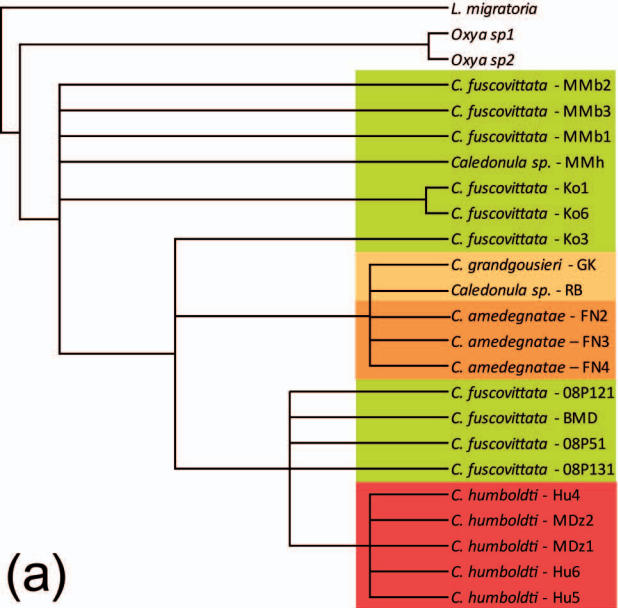 L. migratoria
Oxya sp1
Oxya sp2
C. fuscovittata - MMb2
C. fuscovittata - MMb3
C. fuscovittata - MMb1
Caledonula sp. - MMh
C. fuscovittata - Ko1
C. fuscovittata - Ko6
C. fuscovittata - Ko3
C. grandgousieri - GK
Caledonula sp. - RB
C. amedegnatae - FN2
C. amedegnatae – FN3
C. amedegnatae – FN4
C. fuscovittata - 08P121
C. fuscovittata - BMD
C. fuscovittata - 08P51
C. fuscovittata - 08P131
C. humboldti - Hu4
C. humboldti - MDz2
C. humboldti - MDz1
C. humboldti - Hu6
C. humboldti - Hu5
(a)